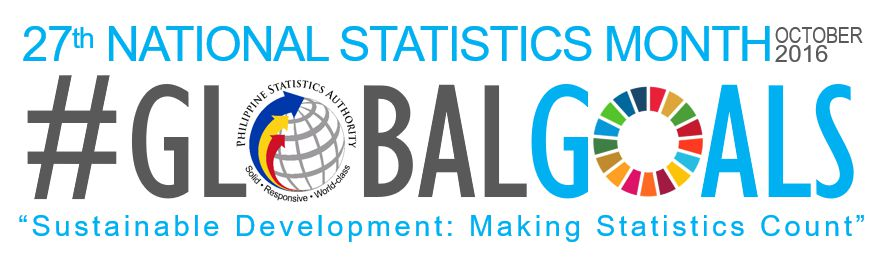 27th NATIONAL STATISTICS MONTH OCTOBER 2016
#GLOBALGOALS
PHILIPPINE STATISTICS AUTHORITY
Solid • Responsive • World-class
“Sustainable Development: Making Statistics Count”